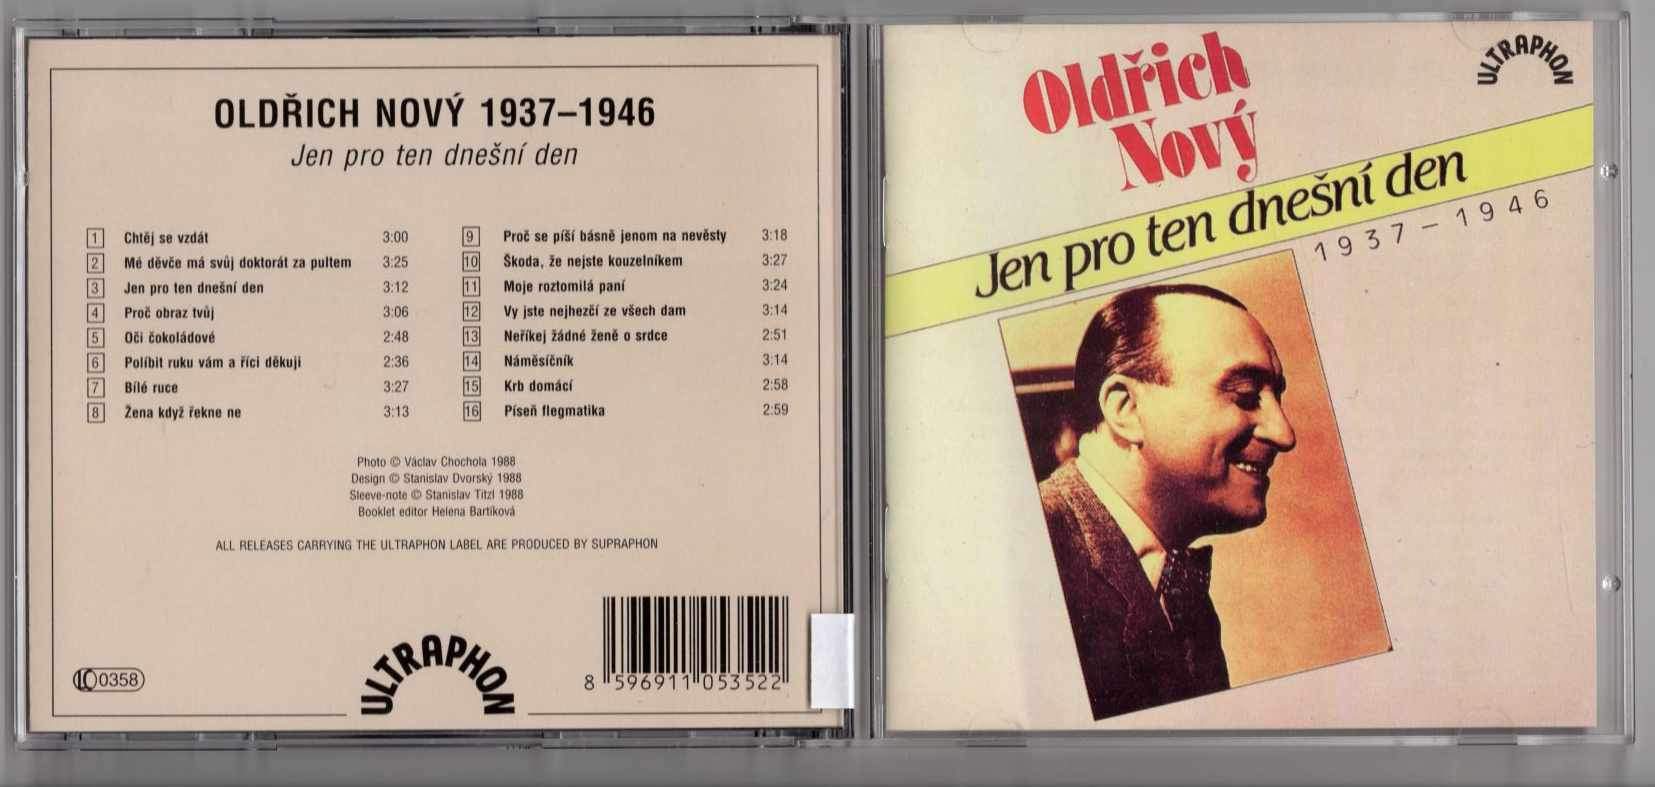 OLDŘICH NOVÝ 1937–1946
Jen pro ten dnešní den
1 Chtěj se vzdát 3:00
2 Mé děvče má svůj doktorát za pultem 3:25
3 Jen pro ten dnešní den 3:12
4 Proč obraz tvůj 3:06
5 Oči čokoládové 2:48
6 Políbit ruku vám a říci děkuji 2:36
7 Bílé ruce 3:27
8 Žena když řekne ne 3:13
9 Proč se píší básně jenom na nevěsty 3:18
10 Škoda, že nejste kouzelníkem 3:27
11 Moje roztomilá paní 3:24
12 Vy jste nejhezčí ze všech dam 3:14
13 Neříkej žádné ženě o srdce 2:51
14 Náměsíčník 3:14
15 Krb domácí 2:58
16 Píseň flegmatika 2:59
Photo © Václav Chochola 1988
Design © Stanislav Dvorský 1988
Sleeve-note © Stanislav Titzl 1988
Booklet editor Helena Bartíková
ALL RELEASES CARRYING THE ULTRAPHON LABEL ARE PRODUCED BY SUPRAPHON
LC 0358
ULTRAPHON
8 596911 053522
Oldřich
Nový
ULTRAPHON
Jen pro ten dnešní den
1937–1946